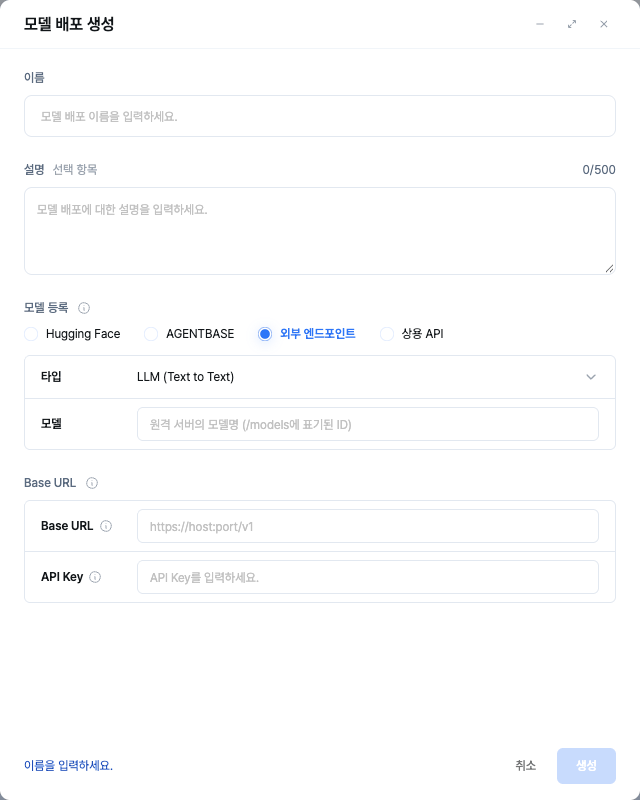 모델 배포 생성
이름
모델 배포 이름을 입력하세요.
설명 선택 항목 0/500
모델 배포에 대한 설명을 입력하세요.
모델 등록
Hugging Face AGENTBASE 외부 엔드포인트 상용 API
타입 LLM (Text to Text)
모델 원격 서버의 모델명 (/models에 표기된 ID)
Base URL
Base URL https://host:port/v1
API Key API Key를 입력하세요.
이름을 입력하세요. 취소 생성